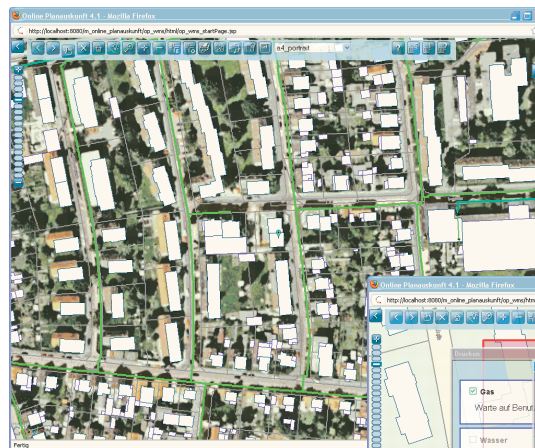 Online Planauskunft 4.1 - Mozilla Firefox
http://localhost:8080/m_online_planauskunft/op_wms/html/op_wms_startPage.jsp
a4_portrait
Online Planauskunft 4.1 - Mozilla Firefox
http://localhost:8080/m_online_planauskunft/op_wms/htm
Drucken
Gas
Warte auf Benut
Wasser
Fertig